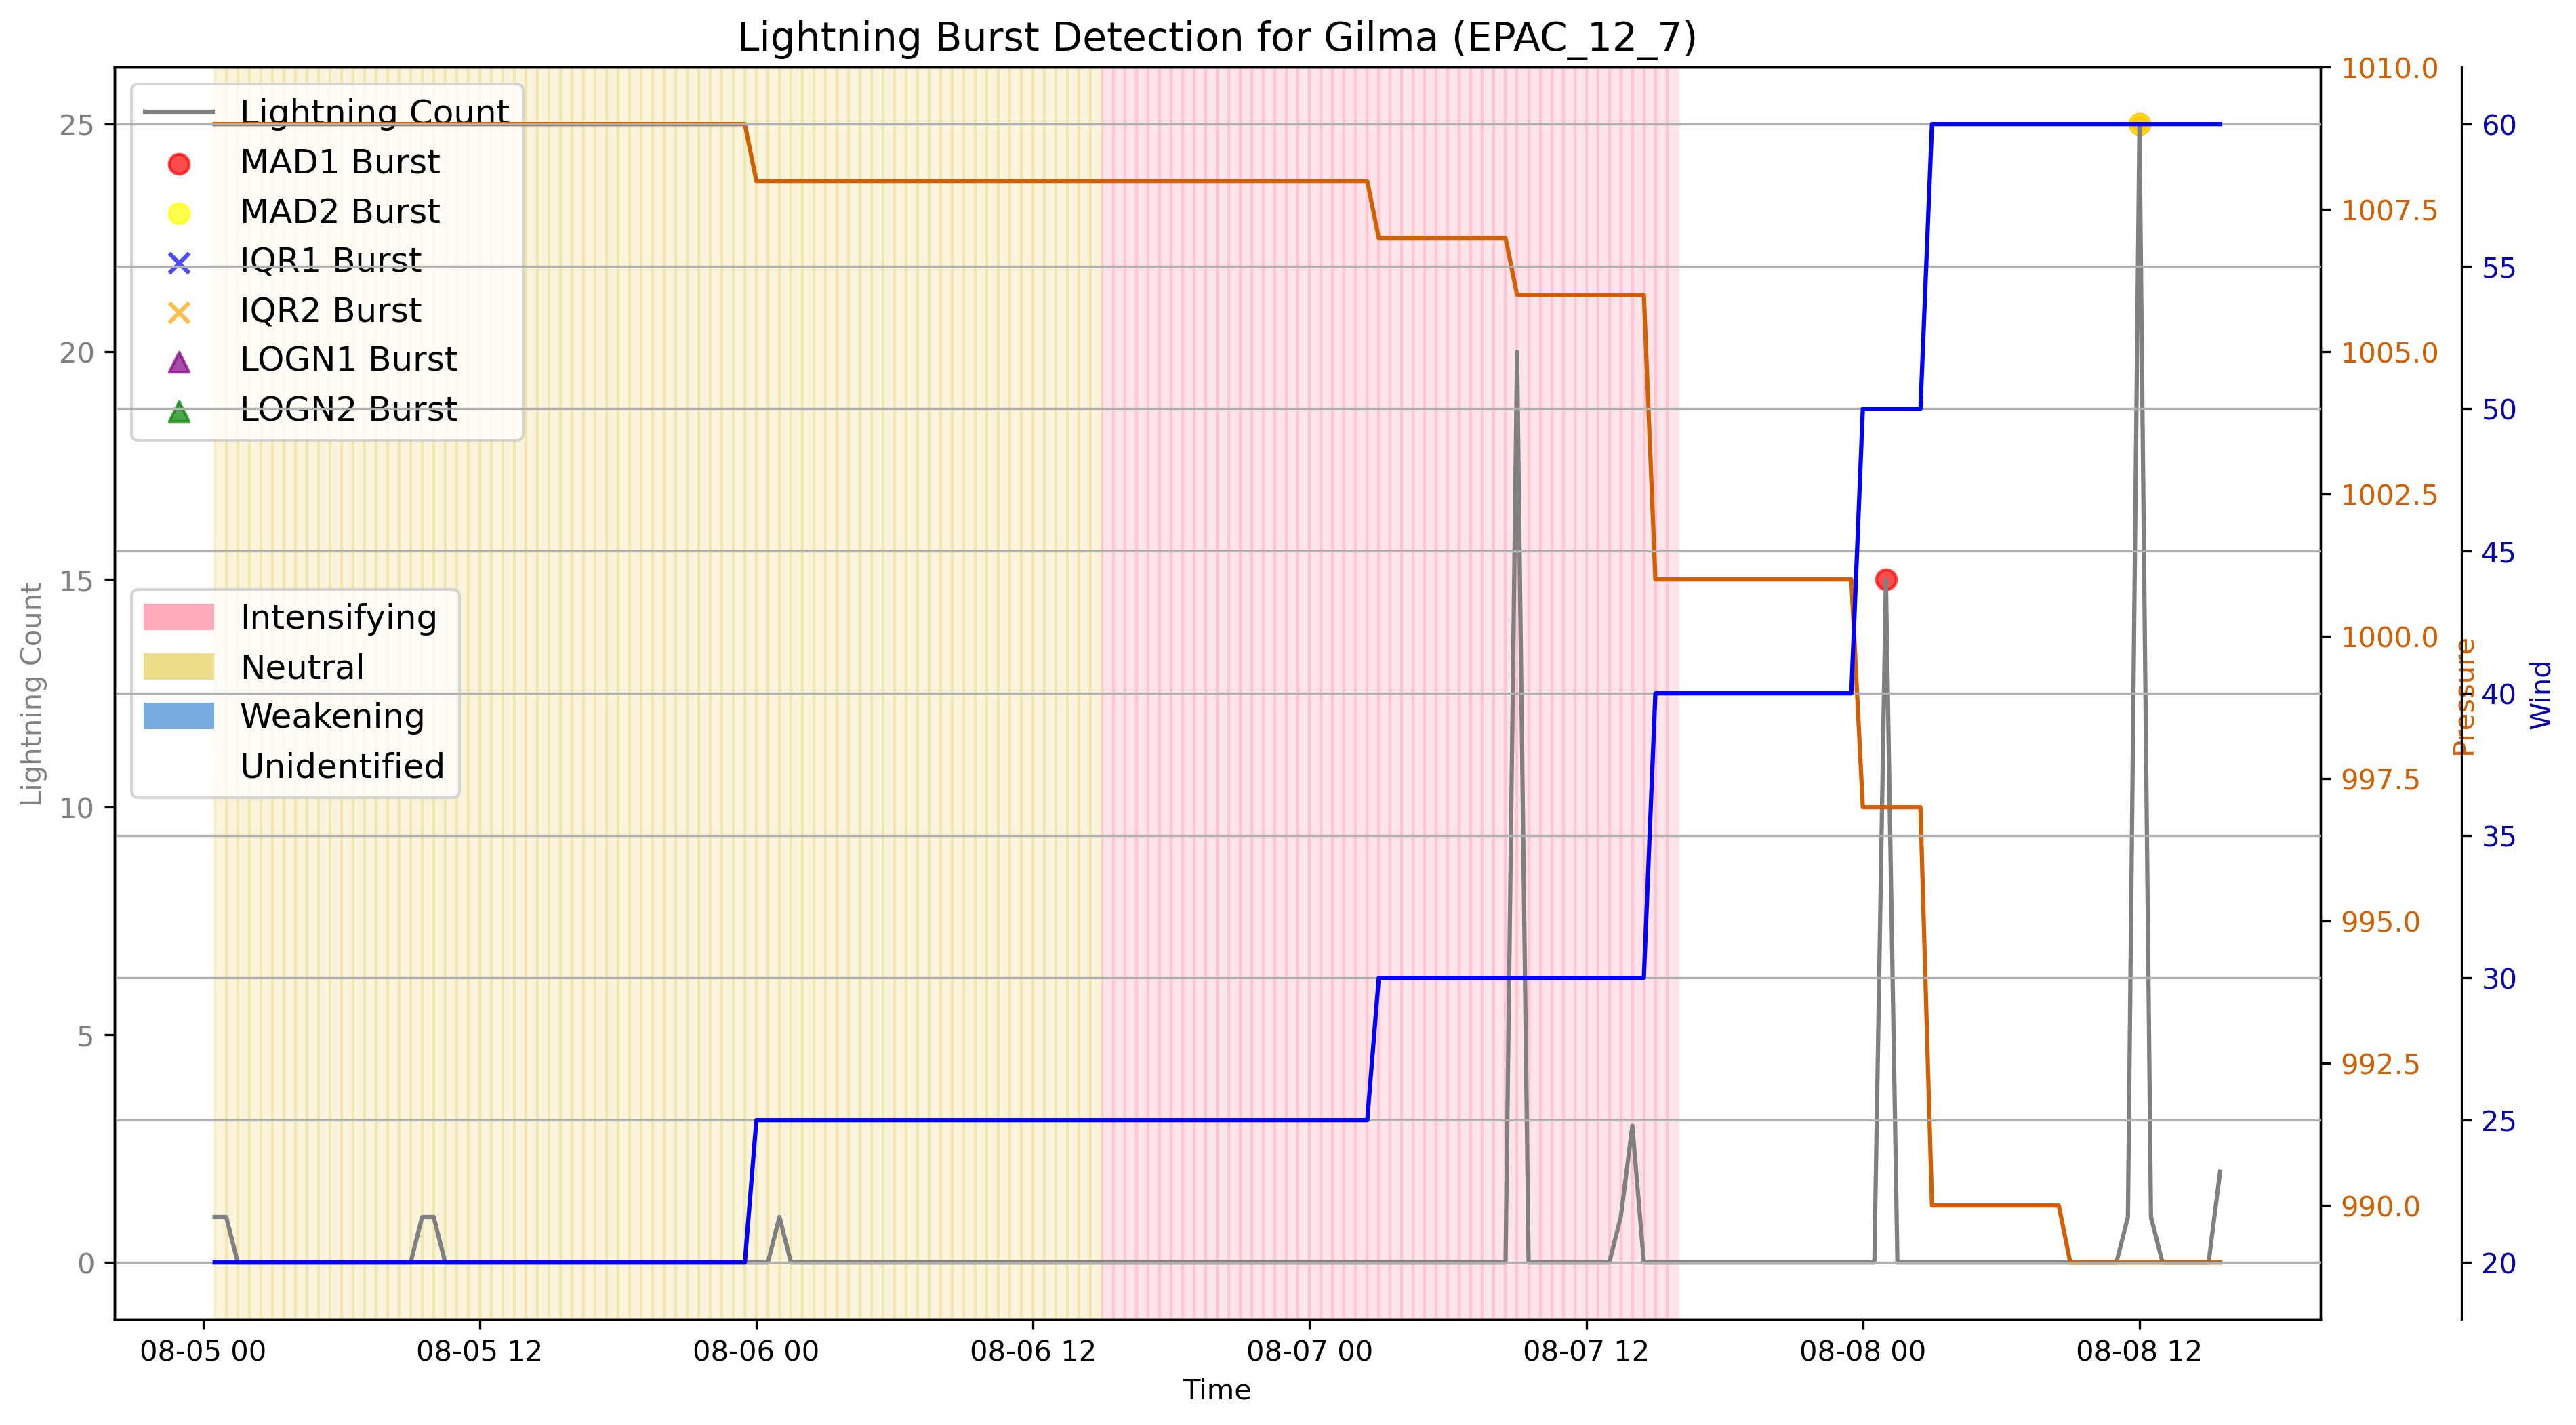 Lightning Burst Detection for Gilma (EPAC_12_7)
Lightning Count
MAD1 Burst
MAD2 Burst
IQR1 Burst
IQR2 Burst
LOGN1 Burst
LOGN2 Burst
Intensifying
Neutral
Weakening
Unidentified
Lightning Count
25
20
15
10
5
0
1010.0
1007.5
1005.0
1002.5
1000.0
997.5
995.0
992.5
990.0
Pressure
60
55
50
45
40
35
30
25
20
Wind
08-05 00
08-05 12
08-06 00
08-06 12
08-07 00
08-07 12
08-08 00
08-08 12
Time